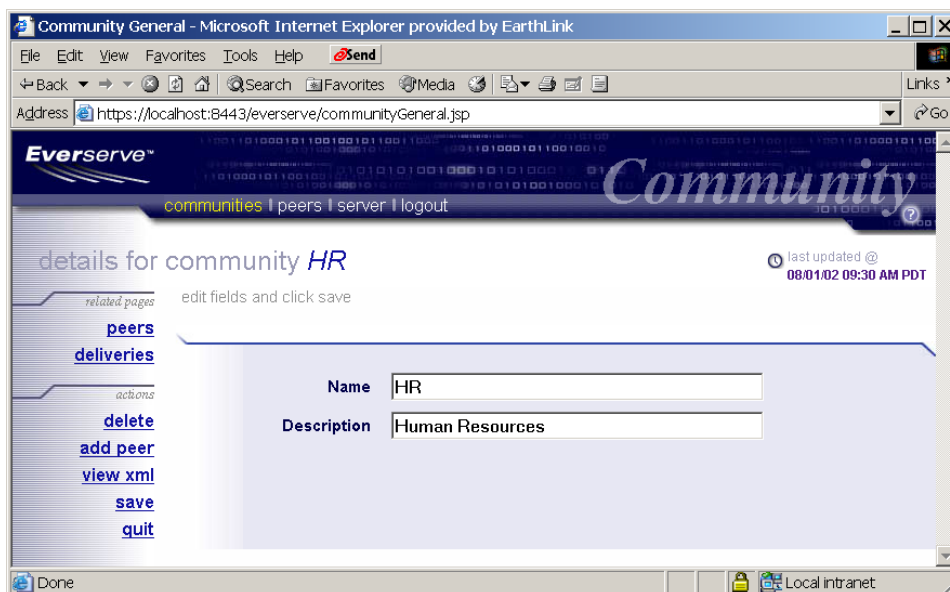 Community General - Microsoft Internet Explorer provided by EarthLink
File Edit View Favorites Tools Help Send
Back Search Favorites Media Links
Address https://localhost:8443/everserve/communityGeneral.jsp Go
Everserve™
Community
communities | peers | server | logout
details for community HR
last updated @
08/01/02 09:30 AM PDT
related pages
edit fields and click save
peers
deliveries
Name HR
actions
Description Human Resources
delete
add peer
view xml
save
quit
Done Local intranet